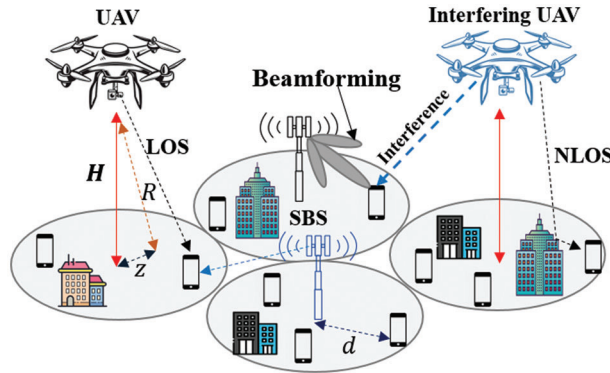 UAV
Interfering UAV
Beamforming
Interference
LOS
NLOS
H
R
SBS
z
d